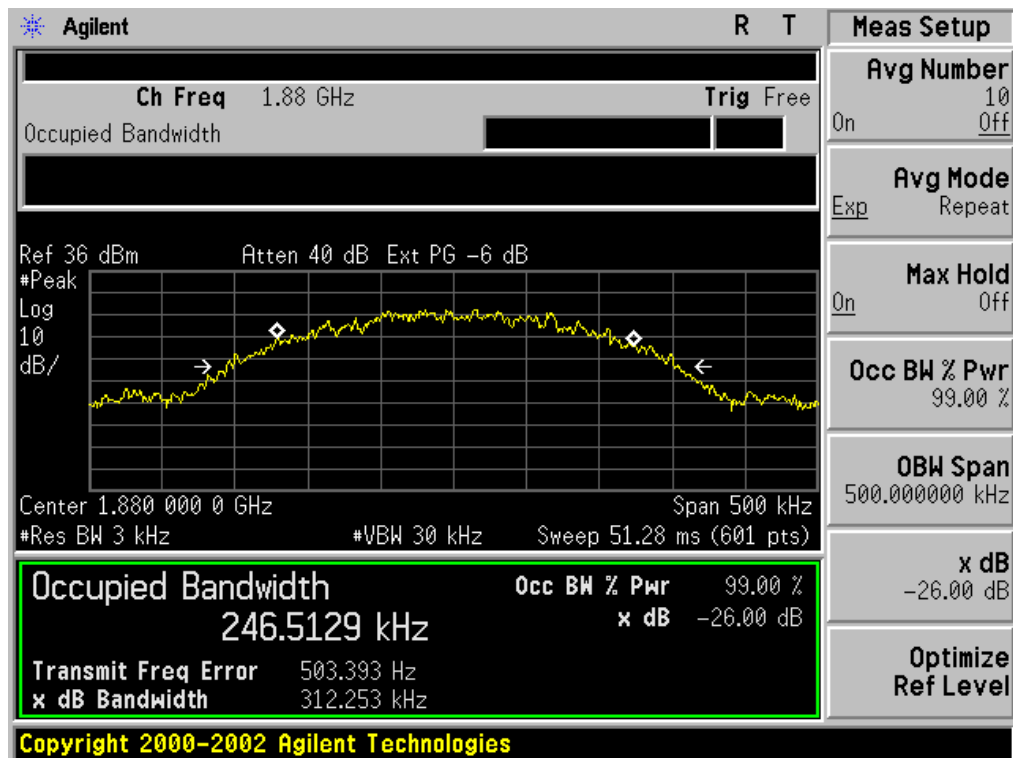 Agilent R T Meas Setup
Ch Freq 1.88 GHz Trig Free
Occupied Bandwidth
Ref 36 dBm Atten 40 dB Ext PG -6 dB
#Peak
Log
10
dB/
Center 1.880 000 0 GHz Span 500 kHz
#Res BW 3 kHz #VBW 30 kHz Sweep 51.28 ms (601 pts)
Occupied Bandwidth Occ BW % Pwr 99.00 %
246.5129 kHz x dB -26.00 dB
Transmit Freq Error 503.393 Hz
x dB Bandwidth 312.253 kHz
Avg Number
10
On Off
Avg Mode
Exp Repeat
Max Hold
On Off
Occ BW % Pwr
99.00 %
OBW Span
500.000000 kHz
x dB
-26.00 dB
Optimize
Ref Level
Copyright 2000-2002 Agilent Technologies